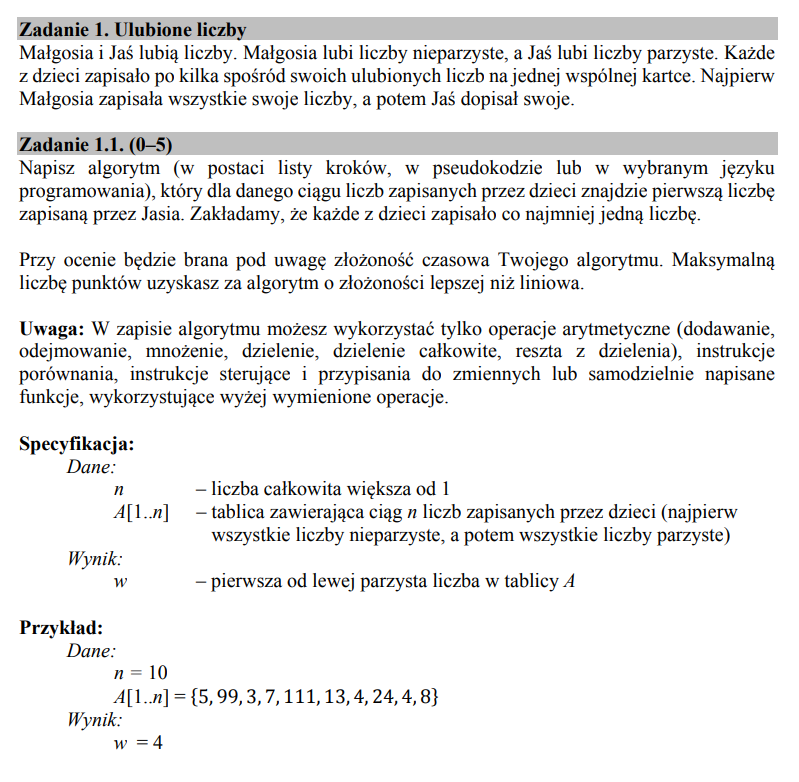 Zadanie 1. Ulubione liczby
Małgosia i Jaś lubią liczby. Małgosia lubi liczby nieparzyste, a Jaś lubi liczby parzyste. Każde
z dzieci zapisało po kilka spośród swoich ulubionych liczb na jednej wspólnej kartce. Najpierw
Małgosia zapisała wszystkie swoje liczby, a potem Jaś dopisał swoje.
Zadanie 1.1. (0–5)
Napisz algorytm (w postaci listy kroków, w pseudokodzie lub w wybranym języku
programowania), który dla danego ciągu liczb zapisanych przez dzieci znajdzie pierwszą liczbę
zapisaną przez Jasia. Zakładamy, że każde z dzieci zapisało co najmniej jedną liczbę.
Przy ocenie będzie brana pod uwagę złożoność czasowa Twojego algorytmu. Maksymalną
liczbę punktów uzyskasz za algorytm o złożoności lepszej niż liniowa.
Uwaga: W zapisie algorytmu możesz wykorzystać tylko operacje arytmetyczne (dodawanie,
odejmowanie, mnożenie, dzielenie, dzielenie całkowite, reszta z dzielenia), instrukcje
porównania, instrukcje sterujące i przypisania do zmiennych lub samodzielnie napisane
funkcje, wykorzystujące wyżej wymienione operacje.
Specyfikacja:
Dane:
n – liczba całkowita większa od 1
A[1..n] – tablica zawierająca ciąg n liczb zapisanych przez dzieci (najpierw
wszystkie liczby nieparzyste, a potem wszystkie liczby parzyste)
Wynik:
w – pierwsza od lewej parzysta liczba w tablicy A
Przykład:
Dane:
n = 10
A[1..n] = {5, 99, 3, 7, 111, 13, 4, 24, 4, 8}
Wynik:
w = 4